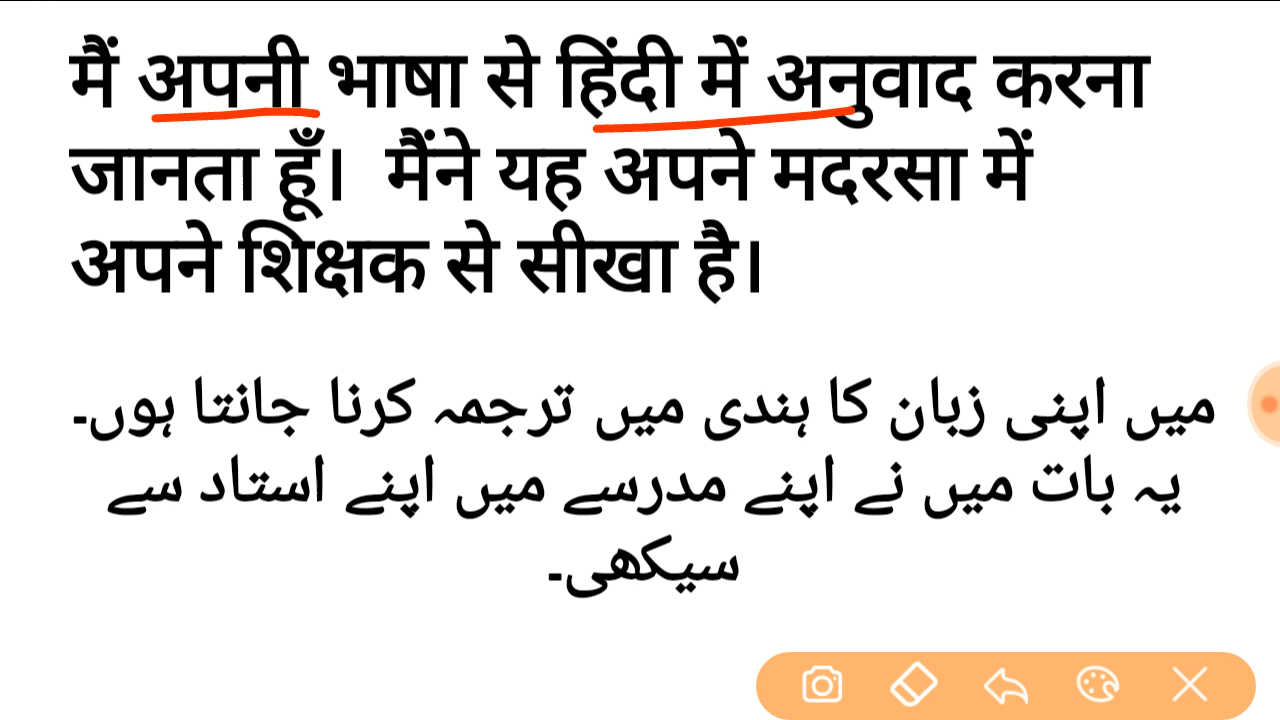 मैं अपनी भाषा से हिंदी में अनुवाद करना
जानता हूँ। मैंने यह अपने मदरसा में
अपने शिक्षक से सीखा है।
میں اپنی زبان کا ہندی میں ترجمہ کرنا جانتا ہوں۔
یہ بات میں نے اپنے مدرسے میں اپنے استاد سے
سیکھی۔